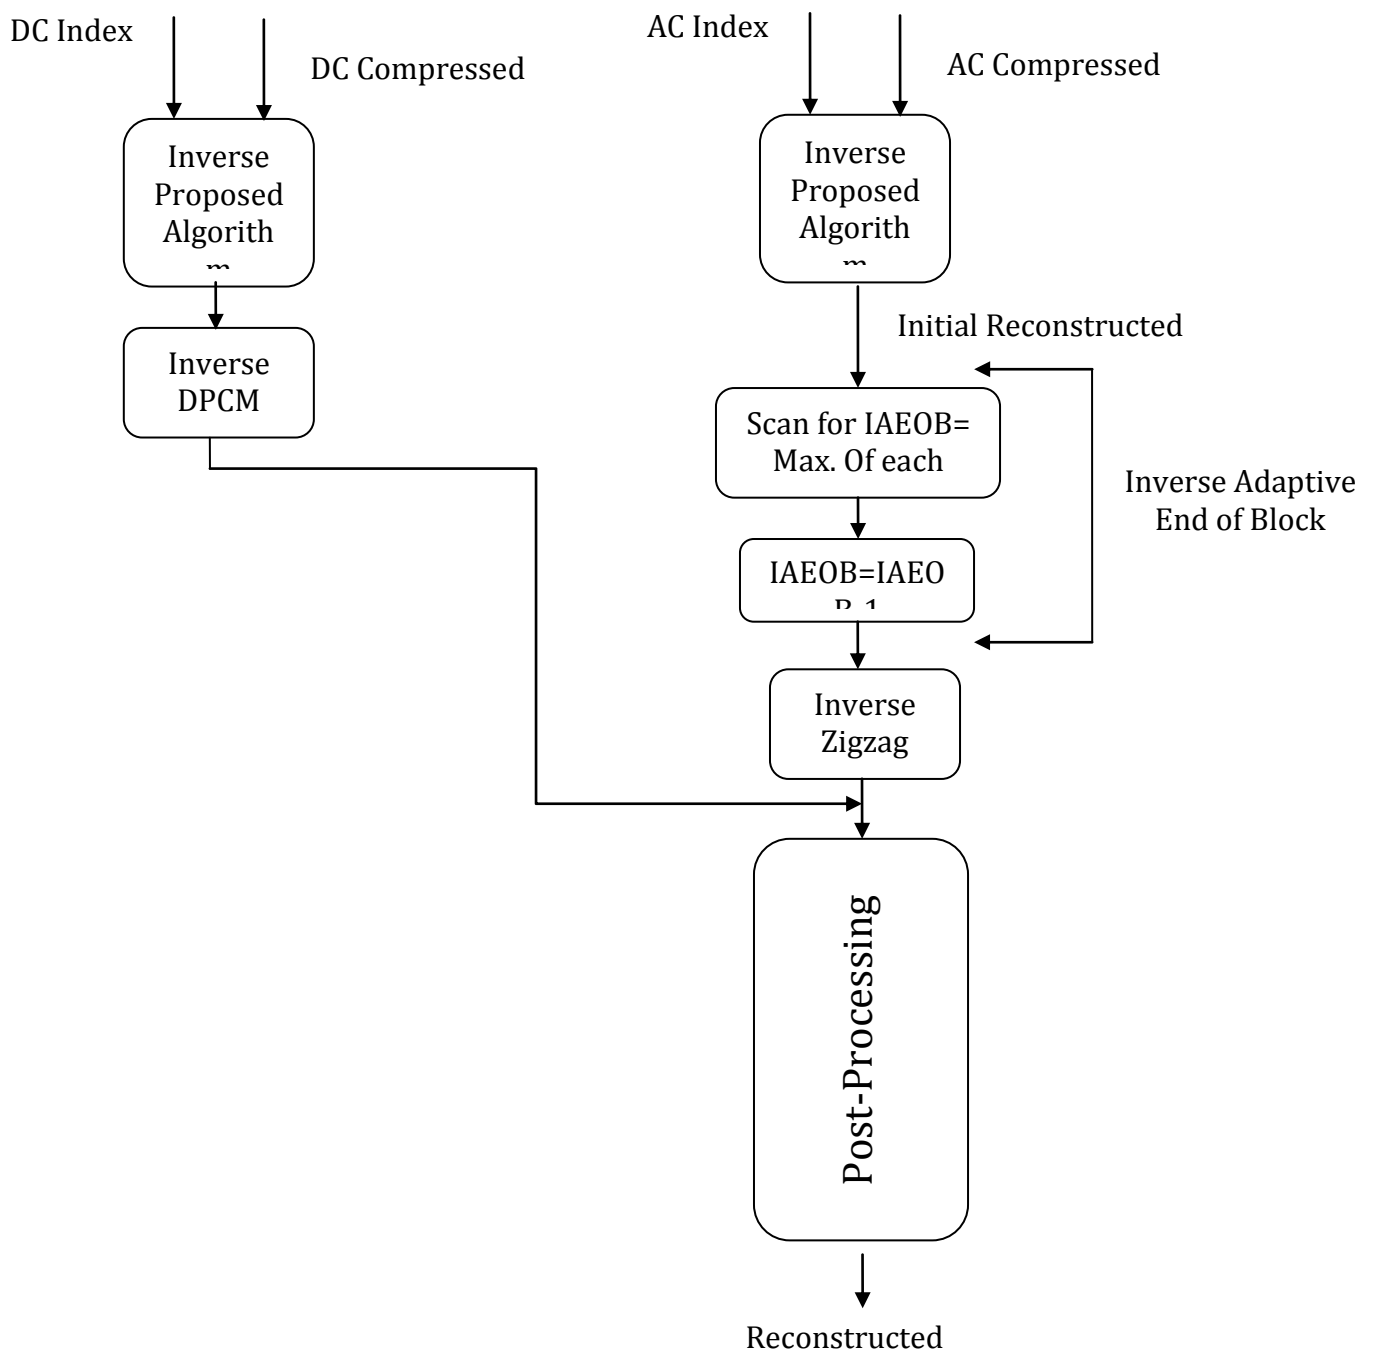 DC Index
DC Compressed
AC Index
AC Compressed
Inverse
Proposed
Algorith
m
Inverse
Proposed
Algorith
m
Initial Reconstructed
Inverse
DPCM
Scan for IAEOB=
Max. Of each
Inverse Adaptive
End of Block
IAEOB=IAEO
B-1
Inverse
Zigzag
Post-Processing
Reconstructed